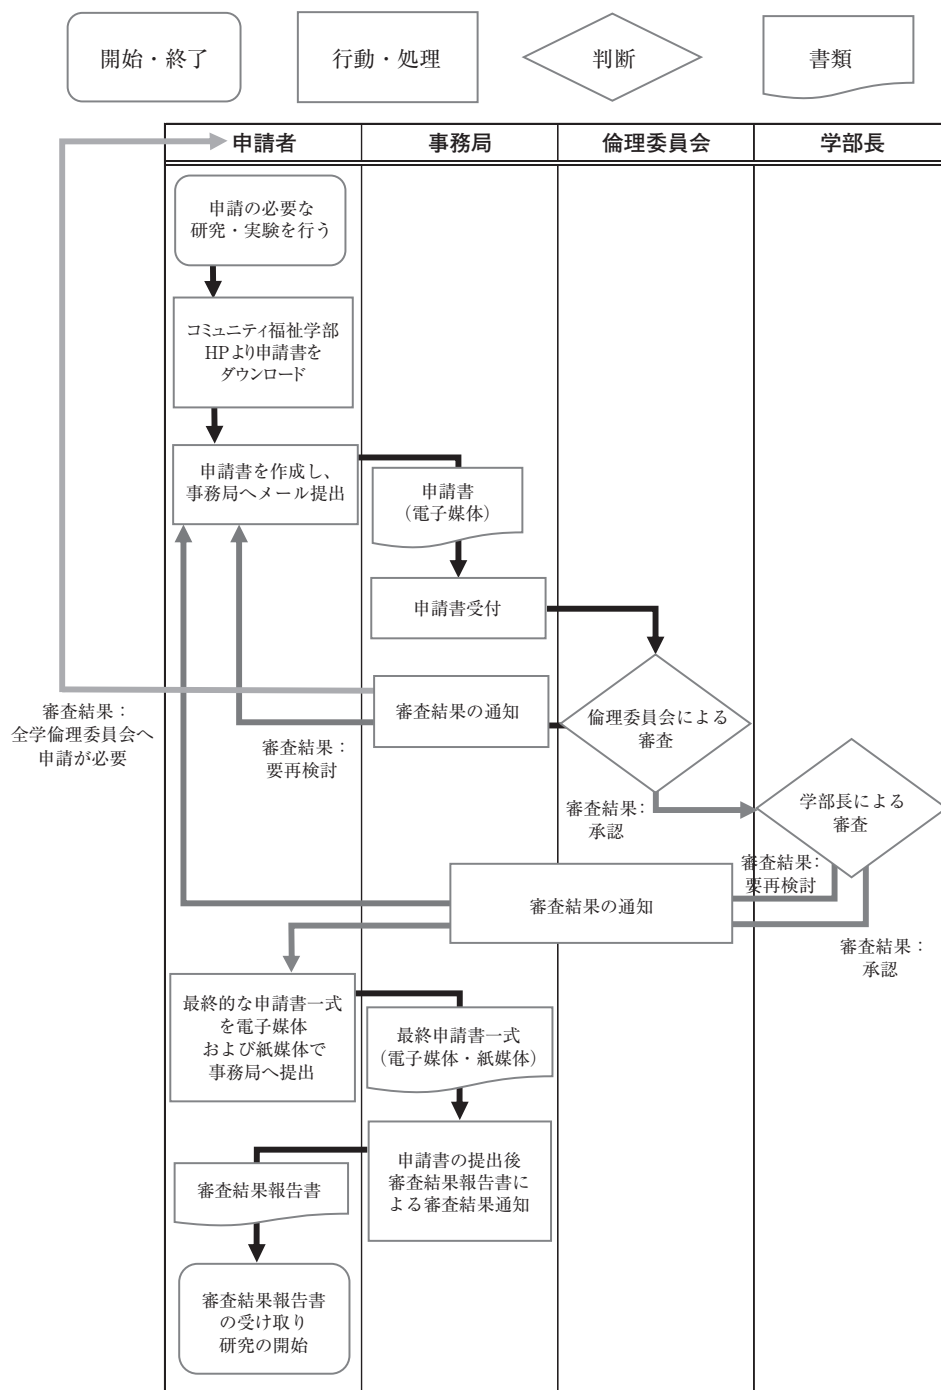 開始・終了
行動・処理
判断
書類
申請者
事務局
倫理委員会
学部長
申請の必要な
研究・実験を行う
コミュニティ福祉学部
HPより申請書を
ダウンロード
申請書を作成し、
事務局へメール提出
申請書
（電子媒体）
申請書受付
審査結果の通知
倫理委員会による
審査
審査結果：
全学倫理委員会へ
申請が必要
審査結果：
要再検討
審査結果：
承認
学部長による
審査
審査結果：
要再検討
審査結果の通知
審査結果：
承認
最終的な申請書一式
を電子媒体
および紙媒体で
事務局へ提出
最終申請書一式
（電子媒体・紙媒体）
申請書の提出後
審査結果報告書に
よる審査結果通知
審査結果報告書
審査結果報告書
の受け取り
研究の開始